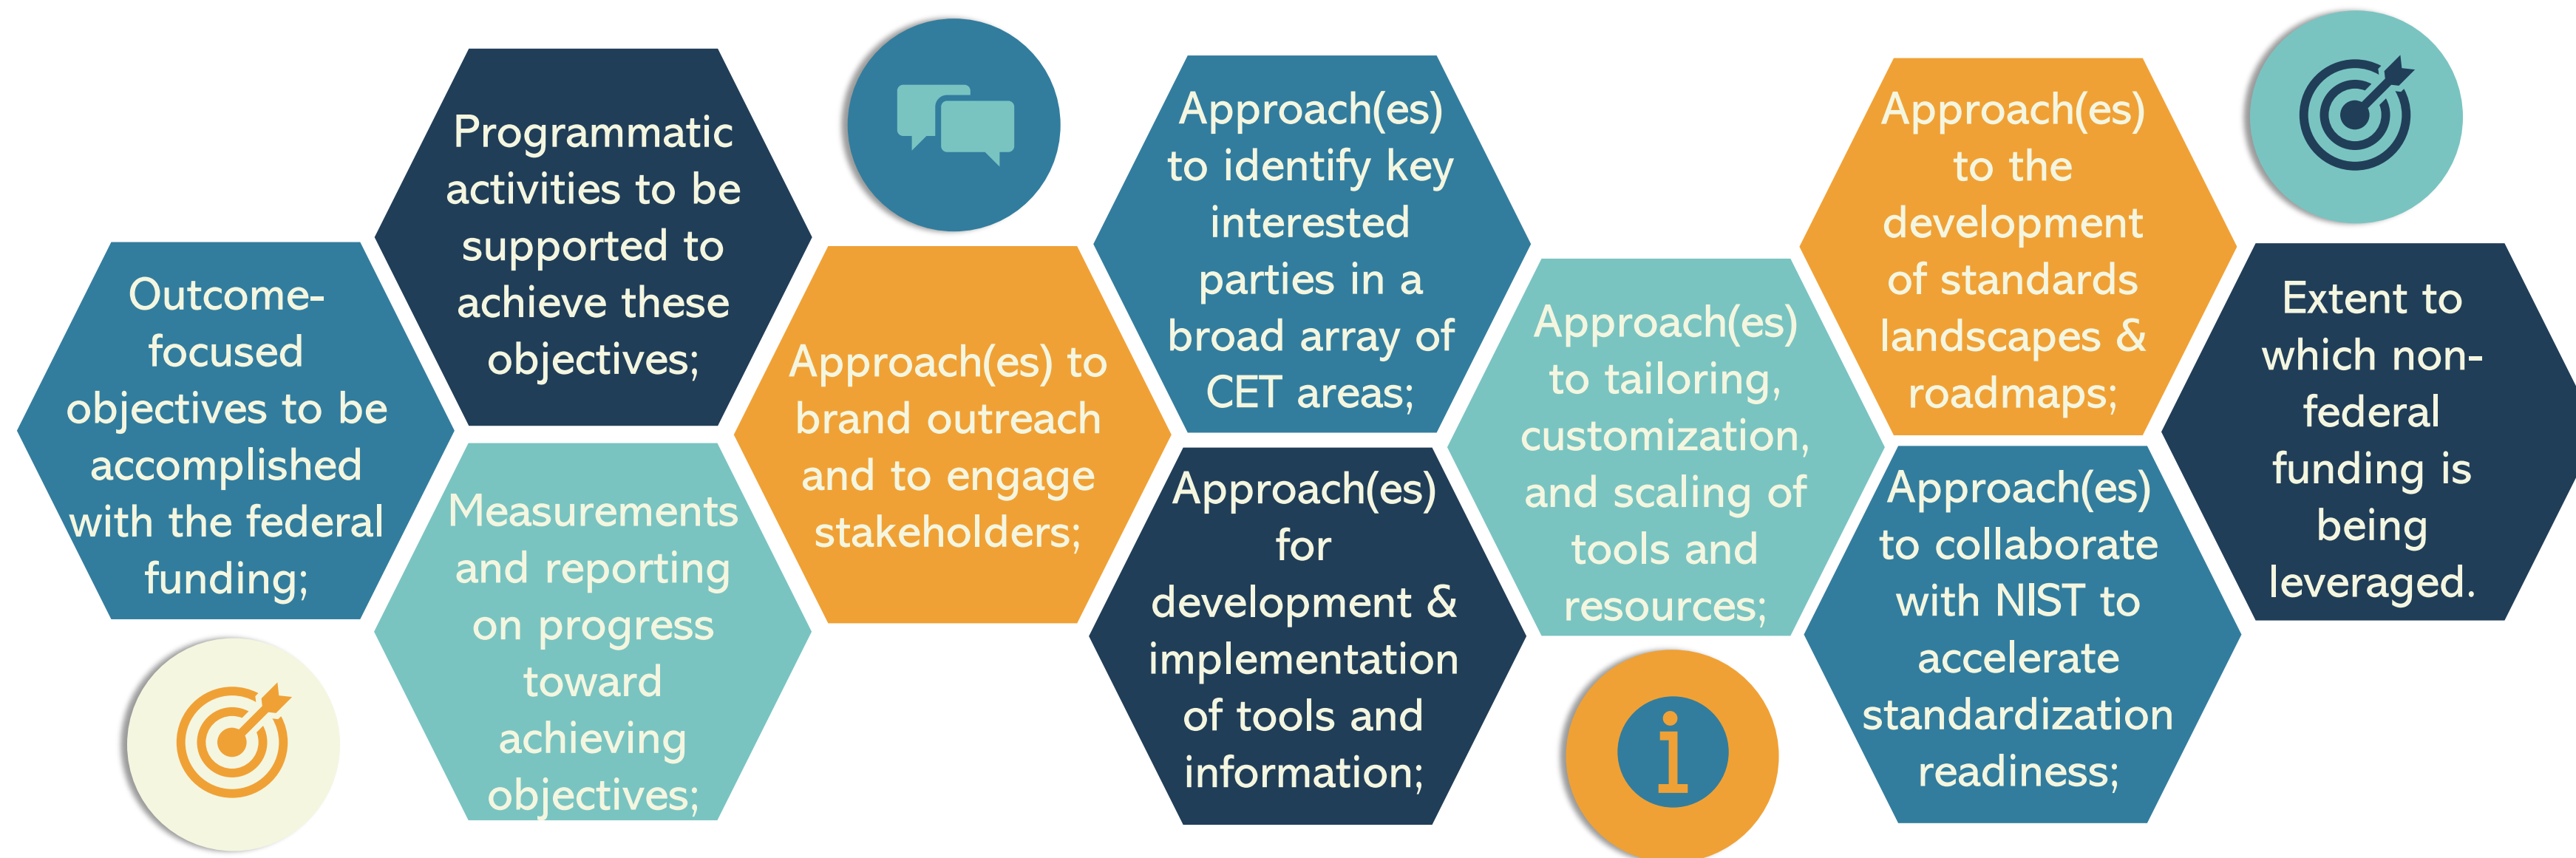 Outcome-
focused
objectives to be
accomplished
with the federal
funding;
Programmatic
activities to be
supported to
achieve these
objectives;
Measurements
and reporting
on progress
toward
achieving
objectives;
Approach(es) to
brand outreach
and to engage
stakeholders;
Approach(es)
to identify key
interested
parties in a
broad array of
CET areas;
Approach(es)
for
development &
implementation
of tools and
information;
Approach(es)
to tailoring,
customization,
and scaling of
tools and
resources;
Approach(es)
to the
development
of standards
landscapes &
roadmaps;
Approach(es)
to collaborate
with NIST to
accelerate
standardization
readiness;
Extent to
which non-
federal
funding is
being
leveraged.